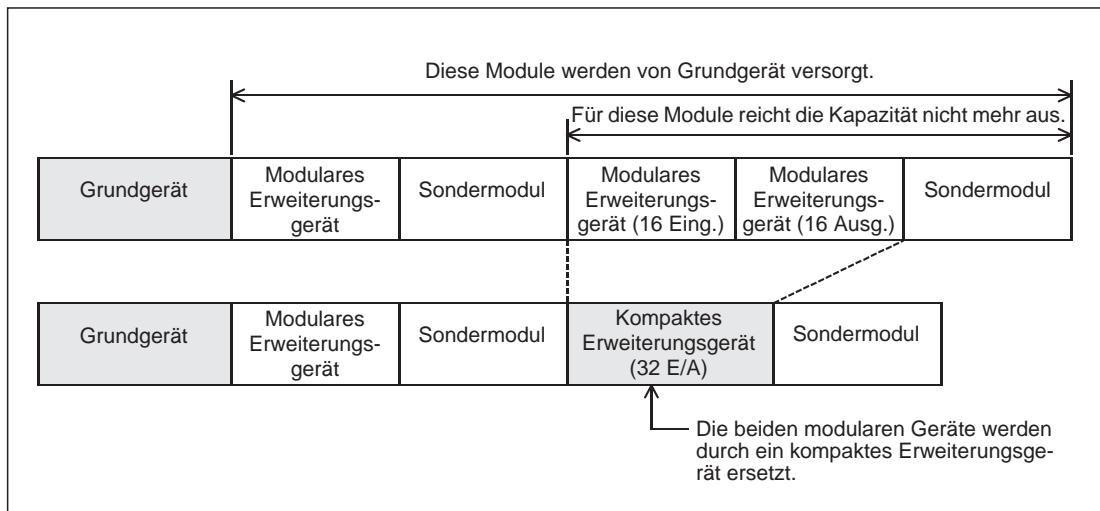 Diese Module werden von Grundgerät versorgt.
Für diese Module reicht die Kapazität nicht mehr aus.
Grundgerät
Modulares
Erweiterungs-
gerät
Sondermodul
Modulares
Erweiterungs-
gerät (16 Eing.)
Modulares
Erweiterungs-
gerät (16 Ausg.)
Sondermodul
Grundgerät
Modulares
Erweiterungs-
gerät
Sondermodul
Kompaktes
Erweiterungsgerät
(32 E/A)
Sondermodul
Die beiden modularen Geräte werden
durch ein kompaktes Erweiterungsge-
rät ersetzt.